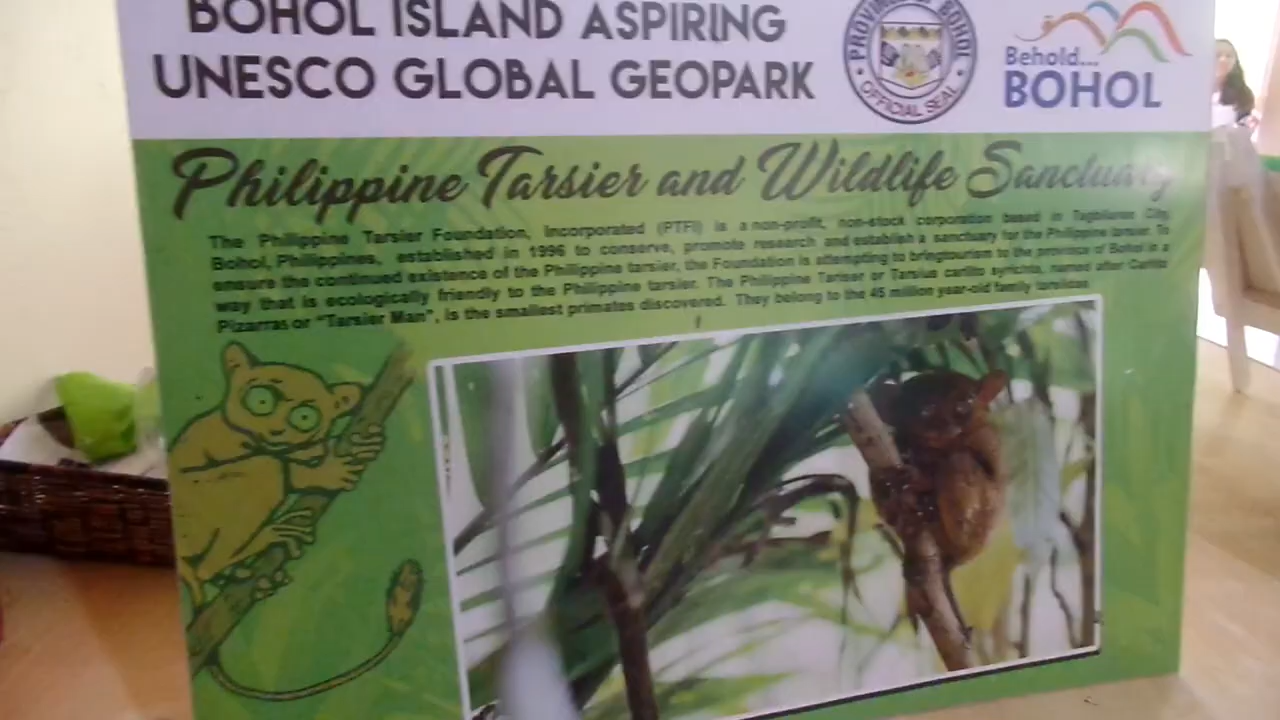 BOHOL ISLAND ASPIRING
UNESCO GLOBAL GEOPARK
PROVINCE OF BOHOL
OFFICIAL SEAL
Behold...
BOHOL
Philippine Tarsier and Wildlife Sanctuary
The Philippine Tarsier Foundation, Incorporated (PTFI) is a non-profit, non-stock corporation based in Tagbilaran City,
Bohol, Philippines, established in 1996 to conserve, promote research and establish a sanctuary for the Philippine tarsier. To
ensure the continued existence of the Philippine tarsier, the Foundation is attempting to bring tourism to the province of Bohol in a
way that is ecologically friendly to the Philippine tarsier. The Philippine Tarsier or Tarsius carlito syrichta, named after Carlito
Pizarras or "Tarsier Man", is the smallest primates discovered. They belong to the 45 million year-old family